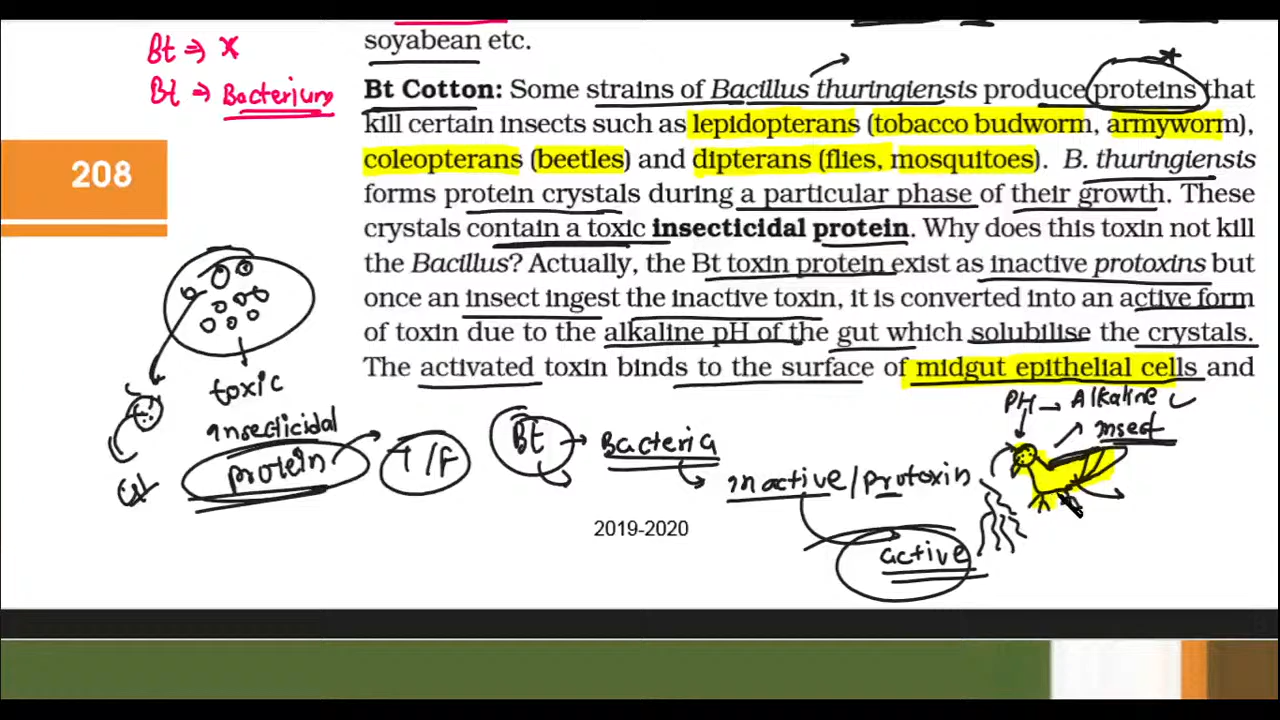 soyabean etc.
Bt ⇒ x
Bt ⇒ Bacterium
Bt Cotton: Some strains of Bacillus thuringiensis produce proteins that
kill certain insects such as lepidopterans (tobacco budworm, armyworm),
208
coleopterans (beetles) and dipterans (flies, mosquitoes). B. thuringiensis
forms protein crystals during a particular phase of their growth. These
crystals contain a toxic insecticidal protein. Why does this toxin not kill
the Bacillus? Actually, the Bt toxin protein exist as inactive protoxins but
once an insect ingest the inactive toxin, it is converted into an active form
of toxin due to the alkaline pH of the gut which solubilise the crystals.
The activated toxin binds to the surface of midgut epithelial cells and
toxic
insecticidal
protein → T/F
Bt → Bacteria
PH → Alkaline
insect
inactive/protoxin
active
2019-2020